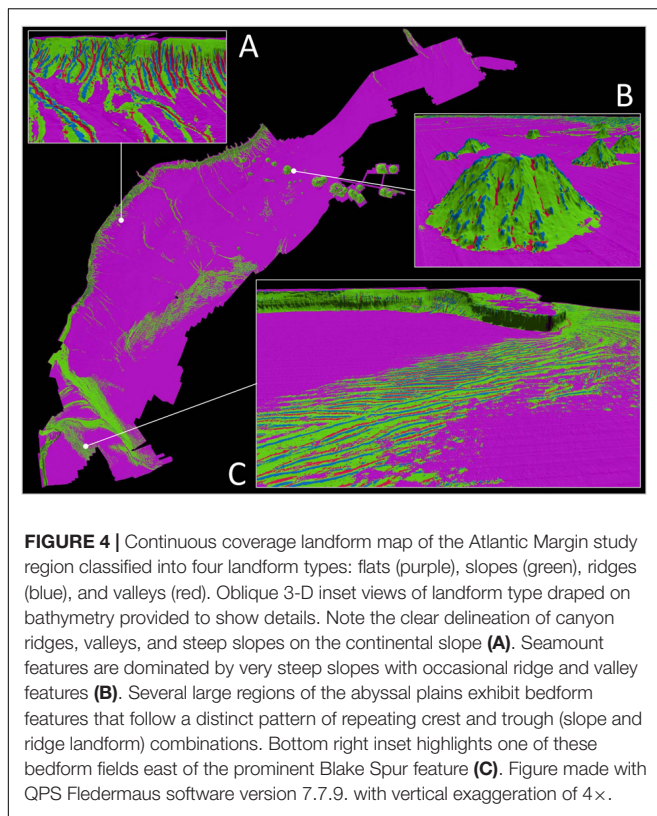 A
B
C
FIGURE 4 | Continuous coverage landform map of the Atlantic Margin study
region classified into four landform types: flats (purple), slopes (green), ridges
(blue), and valleys (red). Oblique 3-D inset views of landform type draped on
bathymetry provided to show details. Note the clear delineation of canyon
ridges, valleys, and steep slopes on the continental slope (A). Seamount
features are dominated by very steep slopes with occasional ridge and valley
features (B). Several large regions of the abyssal plains exhibit bedform
features that follow a distinct pattern of repeating crest and trough (slope and
ridge landform) combinations. Bottom right inset highlights one of these
bedform fields east of the prominent Blake Spur feature (C). Figure made with
QPS Fledermaus software version 7.7.9. with vertical exaggeration of 4×.